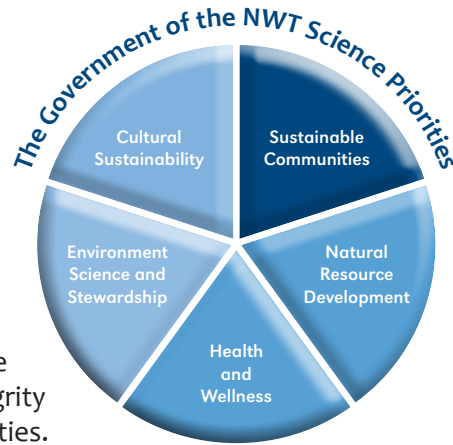 The Government of the NWT Science Priorities
Cultural
Sustainability
Sustainable
Communities
Environment
Science and
Stewardship
Natural
Resource
Development
Health
and
Wellness
e
grity
ties.